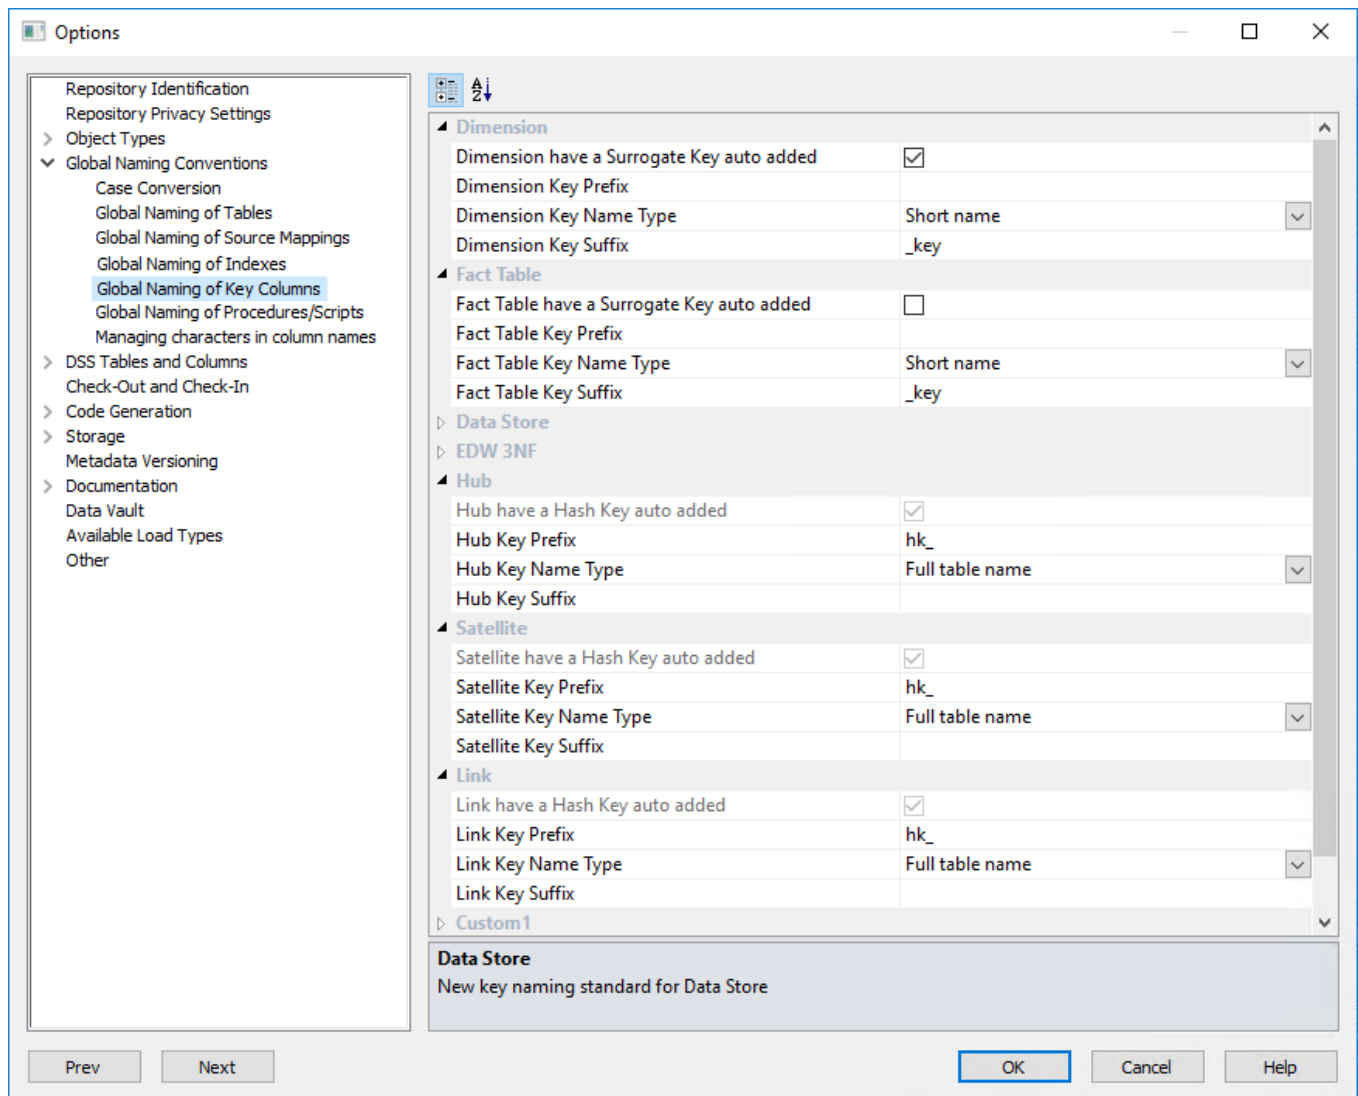 Options
Repository Identification
Repository Privacy Settings
Object Types
Global Naming Conventions
Case Conversion
Global Naming of Tables
Global Naming of Source Mappings
Global Naming of Indexes
Global Naming of Key Columns
Global Naming of Procedures/Scripts
Managing characters in column names
DSS Tables and Columns
Check-Out and Check-In
Code Generation
Storage
Metadata Versioning
Documentation
Data Vault
Available Load Types
Other
A
Z
Dimension
Dimension have a Surrogate Key auto added
Dimension Key Prefix
Dimension Key Name Type Short name
Dimension Key Suffix _key
Fact Table
Fact Table have a Surrogate Key auto added
Fact Table Key Prefix
Fact Table Key Name Type Short name
Fact Table Key Suffix _key
Data Store
EDW 3NF
Hub
Hub have a Hash Key auto added
Hub Key Prefix hk_
Hub Key Name Type Full table name
Hub Key Suffix
Satellite
Satellite have a Hash Key auto added
Satellite Key Prefix hk_
Satellite Key Name Type Full table name
Satellite Key Suffix
Link
Link have a Hash Key auto added
Link Key Prefix hk_
Link Key Name Type Full table name
Link Key Suffix
Custom1
Data Store
New key naming standard for Data Store
Prev Next OK Cancel Help